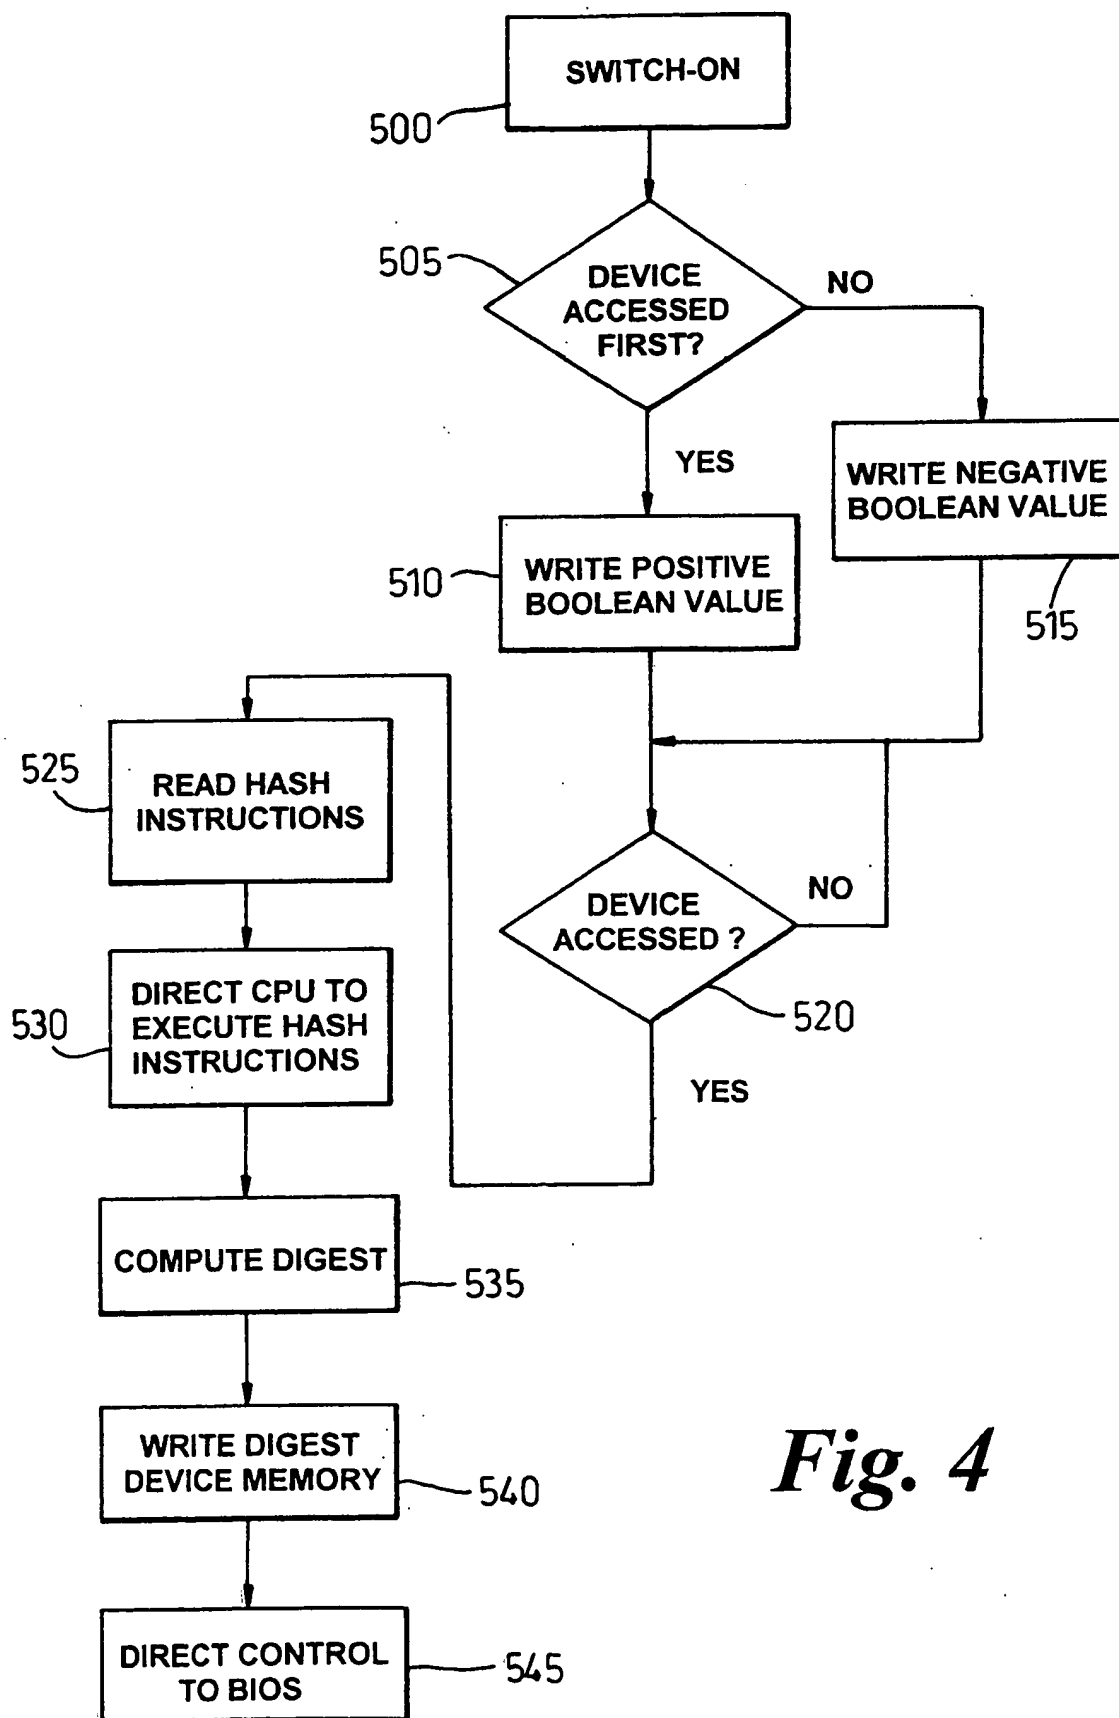 SWITCH-ON
500
505
DEVICE
ACCESSED
FIRST?
NO
YES
WRITE NEGATIVE
BOOLEAN VALUE
515
510
WRITE POSITIVE
BOOLEAN VALUE
525
READ HASH
INSTRUCTIONS
DEVICE
ACCESSED ?
NO
520
YES
530
DIRECT CPU TO
EXECUTE HASH
INSTRUCTIONS
COMPUTE DIGEST
535
WRITE DIGEST
DEVICE MEMORY
540
DIRECT CONTROL
TO BIOS
545
Fig. 4